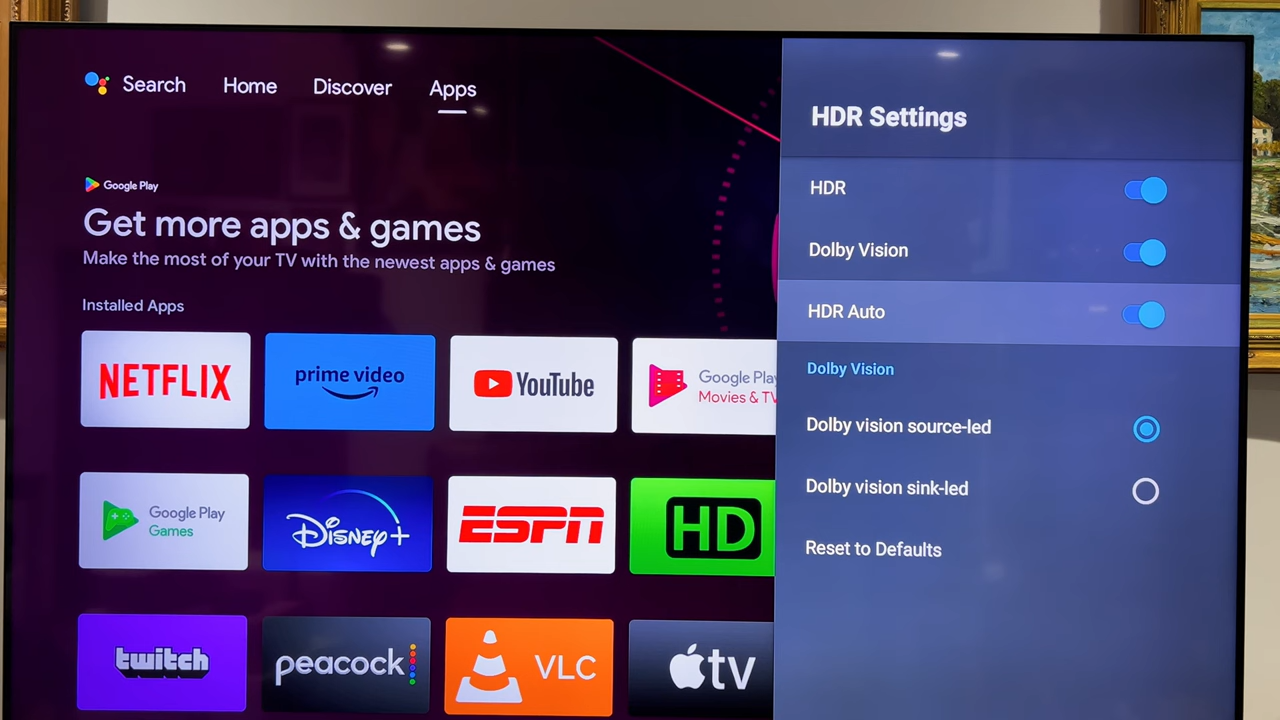 Search Home Discover Apps
Google Play
Get more apps & games
Make the most of your TV with the newest apps & games
Installed Apps
NETFLIX
prime video
YouTube
Google Play
Movies & TV
Google Play
Games
Disney+
ESPN
HD
twitch
peacock
VLC
tv
HDR Settings
HDR
Dolby Vision
HDR Auto
Dolby Vision
Dolby vision source-led
Dolby vision sink-led
Reset to Defaults